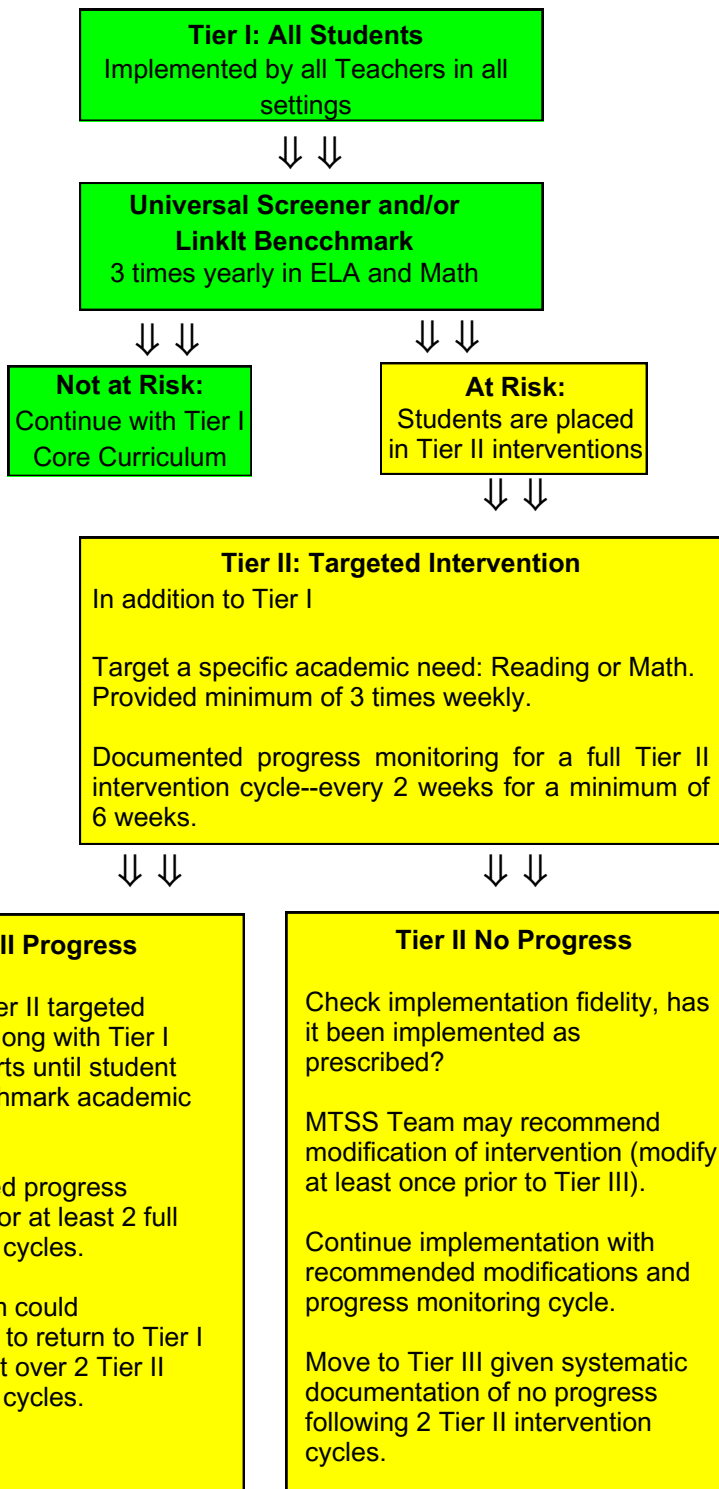 Tier I: All Students
Implemented by all Teachers in all
settings
⇓ ⇓
Universal Screener and/or
LinkIt Bencchmark
3 times yearly in ELA and Math
⇓ ⇓ ⇓ ⇓
Not at Risk:
Continue with Tier I
Core Curriculum
At Risk:
Students are placed
in Tier II interventions
⇓ ⇓
Tier II: Targeted Intervention
In addition to Tier I
Target a specific academic need: Reading or Math.
Provided minimum of 3 times weekly.
Documented progress monitoring for a full Tier II
intervention cycle--every 2 weeks for a minimum of
6 weeks.
⇓ ⇓ ⇓ ⇓
II Progress
II targeted
with Tier I
until student
academic
progress
at least 2 full
cycles.
could
to return to Tier I
over 2 Tier II
cycles.
Tier II No Progress
Check implementation fidelity, has
it been implemented as
prescribed?
MTSS Team may recommend
modification of intervention (modify
at least once prior to Tier III).
Continue implementation with
recommended modifications and
progress monitoring cycle.
Move to Tier III given systematic
documentation of no progress
following 2 Tier II intervention
cycles.